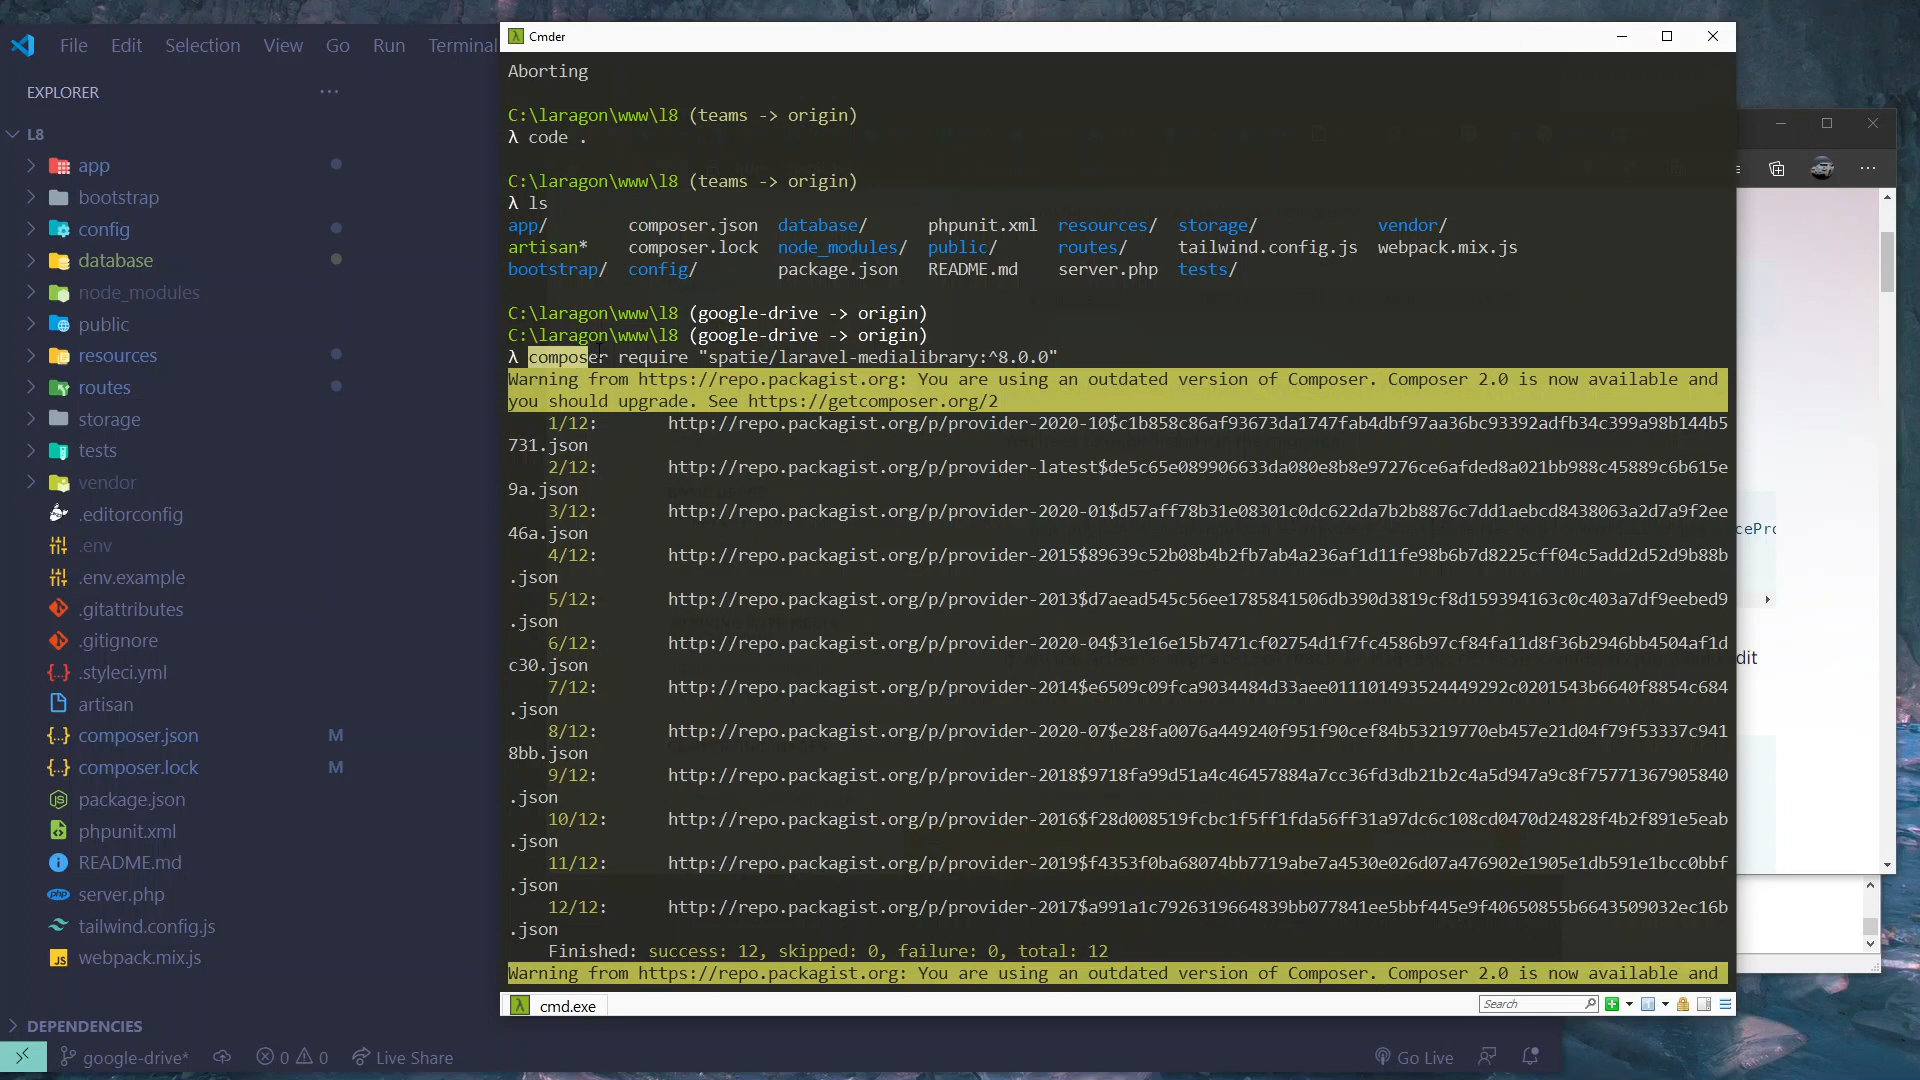 File Edit Selection View Go Run Terminal
EXPLORER ···
L8
app
bootstrap
config
database
node_modules
public
resources
routes
storage
tests
vendor
.editorconfig
.env
.env.example
.gitattributes
.gitignore
.styleci.yml
artisan
composer.json M
composer.lock M
package.json
phpunit.xml
README.md
server.php
tailwind.config.js
webpack.mix.js
DEPENDENCIES
google-drive* 0 0 Live Share
Go Live
Cmder
Aborting
C:\laragon\www\l8 (teams -> origin)
λ code .
C:\laragon\www\l8 (teams -> origin)
λ ls
app/ composer.json database/ phpunit.xml resources/ storage/ vendor/
artisan* composer.lock node_modules/ public/ routes/ tailwind.config.js webpack.mix.js
bootstrap/ config/ package.json README.md server.php tests/
C:\laragon\www\l8 (google-drive -> origin)
C:\laragon\www\l8 (google-drive -> origin)
λ composer require "spatie/laravel-medialibrary:^8.0.0"
Warning from https://repo.packagist.org: You are using an outdated version of Composer. Composer 2.0 is now available and
you should upgrade. See https://getcomposer.org/2
1/12: http://repo.packagist.org/p/provider-2020-10$c1b858c86af93673da1747fab4dbf97aa36bc93392adfb34c399a98b144b5
731.json
2/12: http://repo.packagist.org/p/provider-latest$de5c65e089906633da080e8b8e97276ce6afded8a021bb988c45889c6b615e
9a.json
3/12: http://repo.packagist.org/p/provider-2020-01$d57aff78b31e08301c0dc622da7b2b8876c7dd1aebcd8438063a2d7a9f2ee
46a.json
4/12: http://repo.packagist.org/p/provider-2015$89639c52b08b4b2fb7ab4a236af1d11fe98b6b7d8225cff04c5add2d52d9b88b
.json
5/12: http://repo.packagist.org/p/provider-2013$d7aead545c56ee1785841506db390d3819cf8d159394163c0c403a7df9eebed9
.json
6/12: http://repo.packagist.org/p/provider-2020-04$31e16e15b7471cf02754d1f7fc4586b97cf84fa11d8f36b2946bb4504af1d
c30.json
7/12: http://repo.packagist.org/p/provider-2014$e6509c09fca9034484d33aee011101493524449292c0201543b6640f8854c684
.json
8/12: http://repo.packagist.org/p/provider-2020-07$e28fa0076a449240f951f90cef84b53219770eb457e21d04f79f53337c941
8bb.json
9/12: http://repo.packagist.org/p/provider-2018$9718fa99d51a4c46457884a7cc36fd3db21b2c4a5d947a9c8f75771367905840
.json
10/12: http://repo.packagist.org/p/provider-2016$f28d008519fcbc1f5ff1fda56ff31a97dc6c108cd0470d24828f4b2f891e5eab
.json
11/12: http://repo.packagist.org/p/provider-2019$f4353f0ba68074bb7719abe7a4530e026d07a476902e1905e1db591e1bcc0bbf
.json
12/12: http://repo.packagist.org/p/provider-2017$a991a1c7926319664839bb077841ee5bbf445e9f40650855b6643509032ec16b
.json
Finished: success: 12, skipped: 0, failure: 0, total: 12
Warning from https://repo.packagist.org: You are using an outdated version of Composer. Composer 2.0 is now available and
cmd.exe Search
cePro
dit